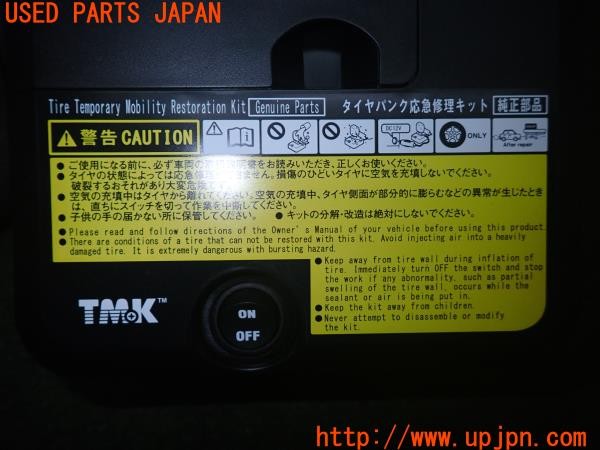 USED PARTS JAPAN
Tire Temporary Mobility Restoration Kit Genuine Parts タイヤパンク応急修理キット 純正部品
警告 CAUTION
DC12V
ONLY
After repair
● ご使用になる前に、必ず車両の取扱説明書をお読みいただき、正しくお使いください。
● タイヤの状態によっては応急修理できません。損傷のひどいタイヤに空気を充填しないでください。
破裂するおそれがあり大変危険です。
● 空気の充填中はタイヤから離れてください。空気の充填中、タイヤ側面が部分的に膨らむなどの異常が生じたとき
は、直ちにスイッチを切って作業を中断してください。
● 子供の手の届かない所に保管してください。 ● キットの分解・改造は絶対にしないでください。
● Please read and follow directions of the Owner's Manual of your vehicle before using this product.
● There are conditions of a tire that can not be restored with this kit. Avoid injecting air into a heavily
damaged tire. It is extremely dangerous with bursting hazard.
● Keep away from tire wall during inflation of
tire. Immediately turn OFF the switch and stop
the work if any abnormality, such as partial
swelling of the tire wall, occurs while the
sealant or air is being put in.
● Keep the kit away from children.
● Never attempt to disassemble or modify
the kit.
TMK™
ON
OFF
http://www.upjpn.com